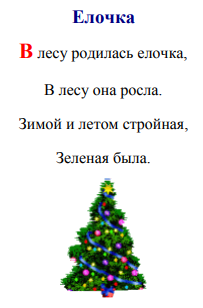 Елочка
В лесу родилась елочка,
В лесу она росла.
Зимой и летом стройная,
Зеленая была.